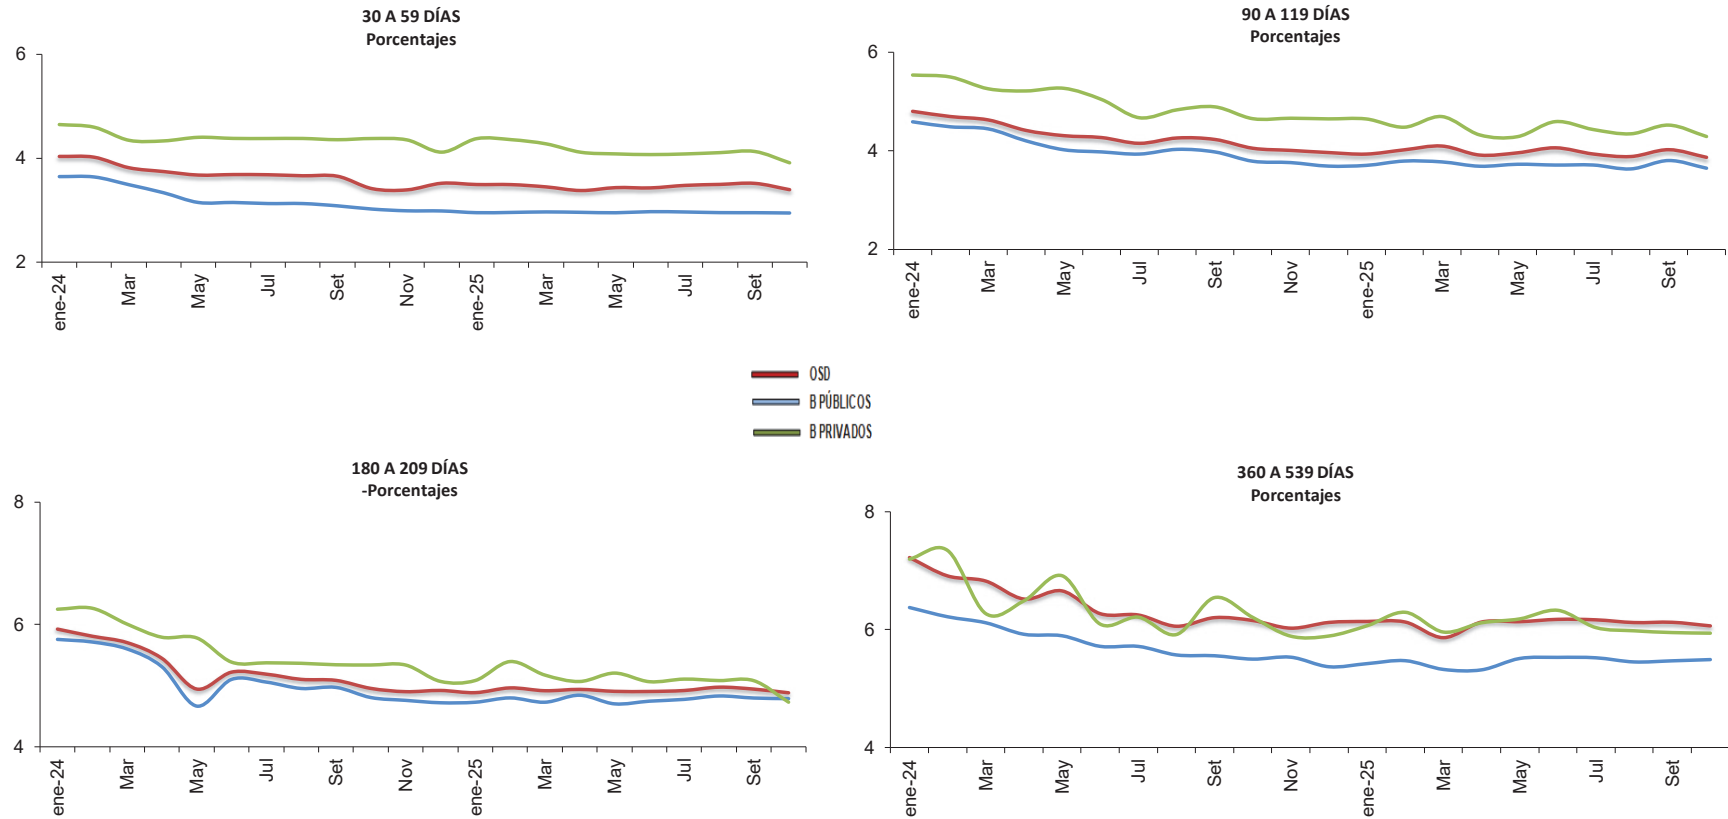 30 A 59 DÍAS
Porcentajes
6
4
2
ene-24
Mar
May
Jul
Set
Nov
ene-25
Mar
May
Jul
Set
90 A 119 DÍAS
Porcentajes
6
4
2
ene-24
Mar
May
Jul
Set
Nov
ene-25
Mar
May
Jul
Set
OSD
B PÚBLICOS
B PRIVADOS
180 A 209 DÍAS
-Porcentajes
8
6
4
ene-24
Mar
May
Jul
Set
Nov
ene-25
Mar
May
Jul
Set
360 A 539 DÍAS
Porcentajes
8
6
4
ene-24
Mar
May
Jul
Set
Nov
ene-25
Mar
May
Jul
Set